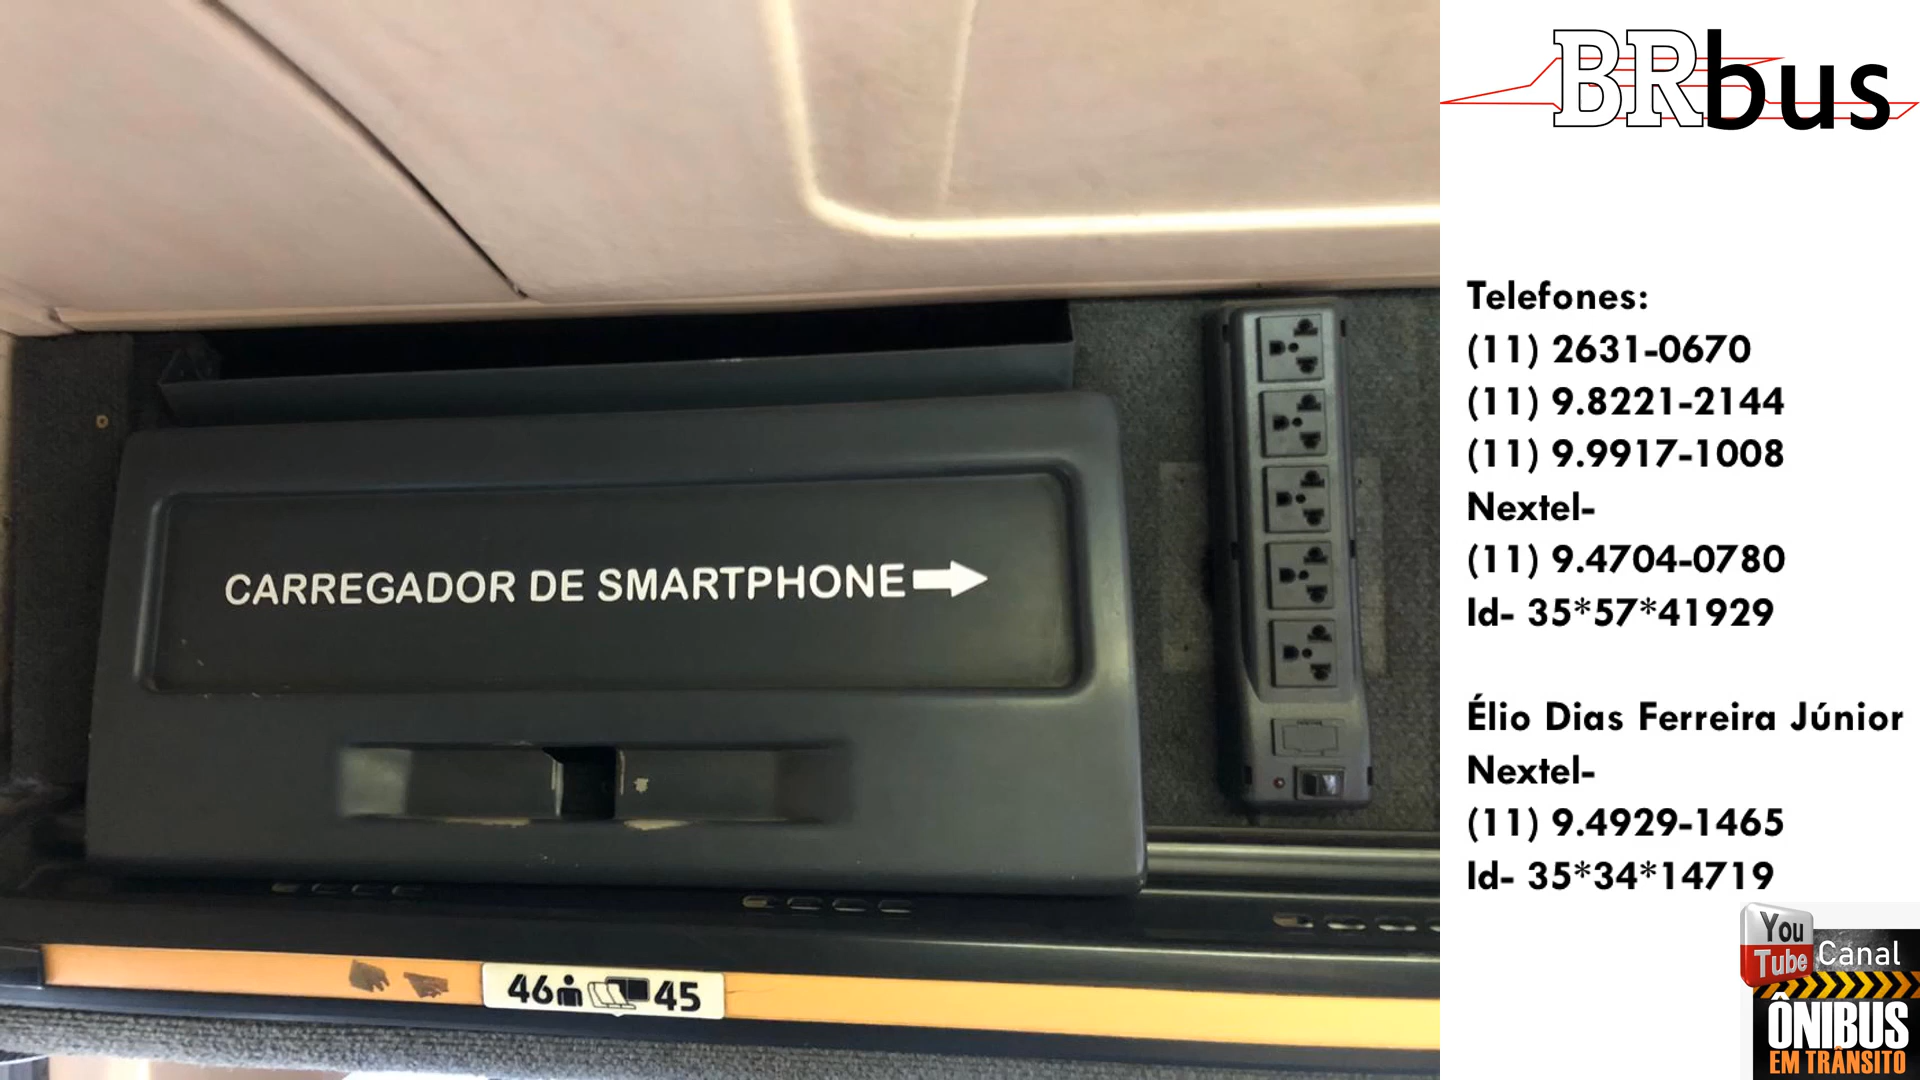 CARREGADOR DE SMARTPHONE
46 45
BRbus
Telefones:
(11) 2631-0670
(11) 9.8221-2144
(11) 9.9917-1008
Nextel-
(11) 9.4704-0780
Id- 35*57*41929
Élio Dias Ferreira Júnior
Nextel-
(11) 9.4929-1465
Id- 35*34*14719
You
Tube Canal
ÔNIBUS
EM TRÂNSITO